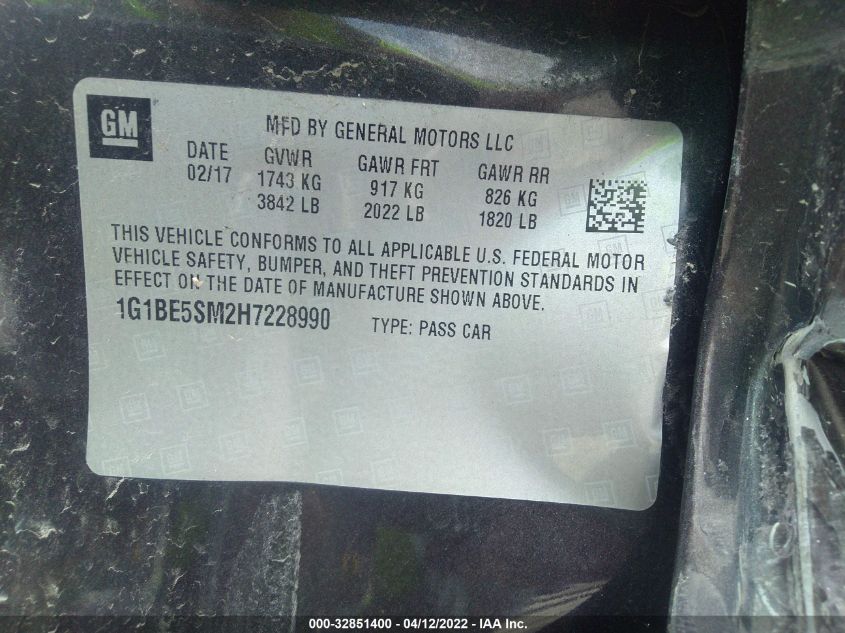 GM
MFD BY GENERAL MOTORS LLC
DATE GVWR GAWR FRT GAWR RR
02/17 1743 KG 917 KG 826 KG
3842 LB 2022 LB 1820 LB
THIS VEHICLE CONFORMS TO ALL APPLICABLE U.S. FEDERAL MOTOR
VEHICLE SAFETY, BUMPER, AND THEFT PREVENTION STANDARDS IN
EFFECT ON THE DATE OF MANUFACTURE SHOWN ABOVE.
1G1BE5SM2H7228990 TYPE: PASS CAR
000-32851400 - 04/12/2022 - IAA Inc.